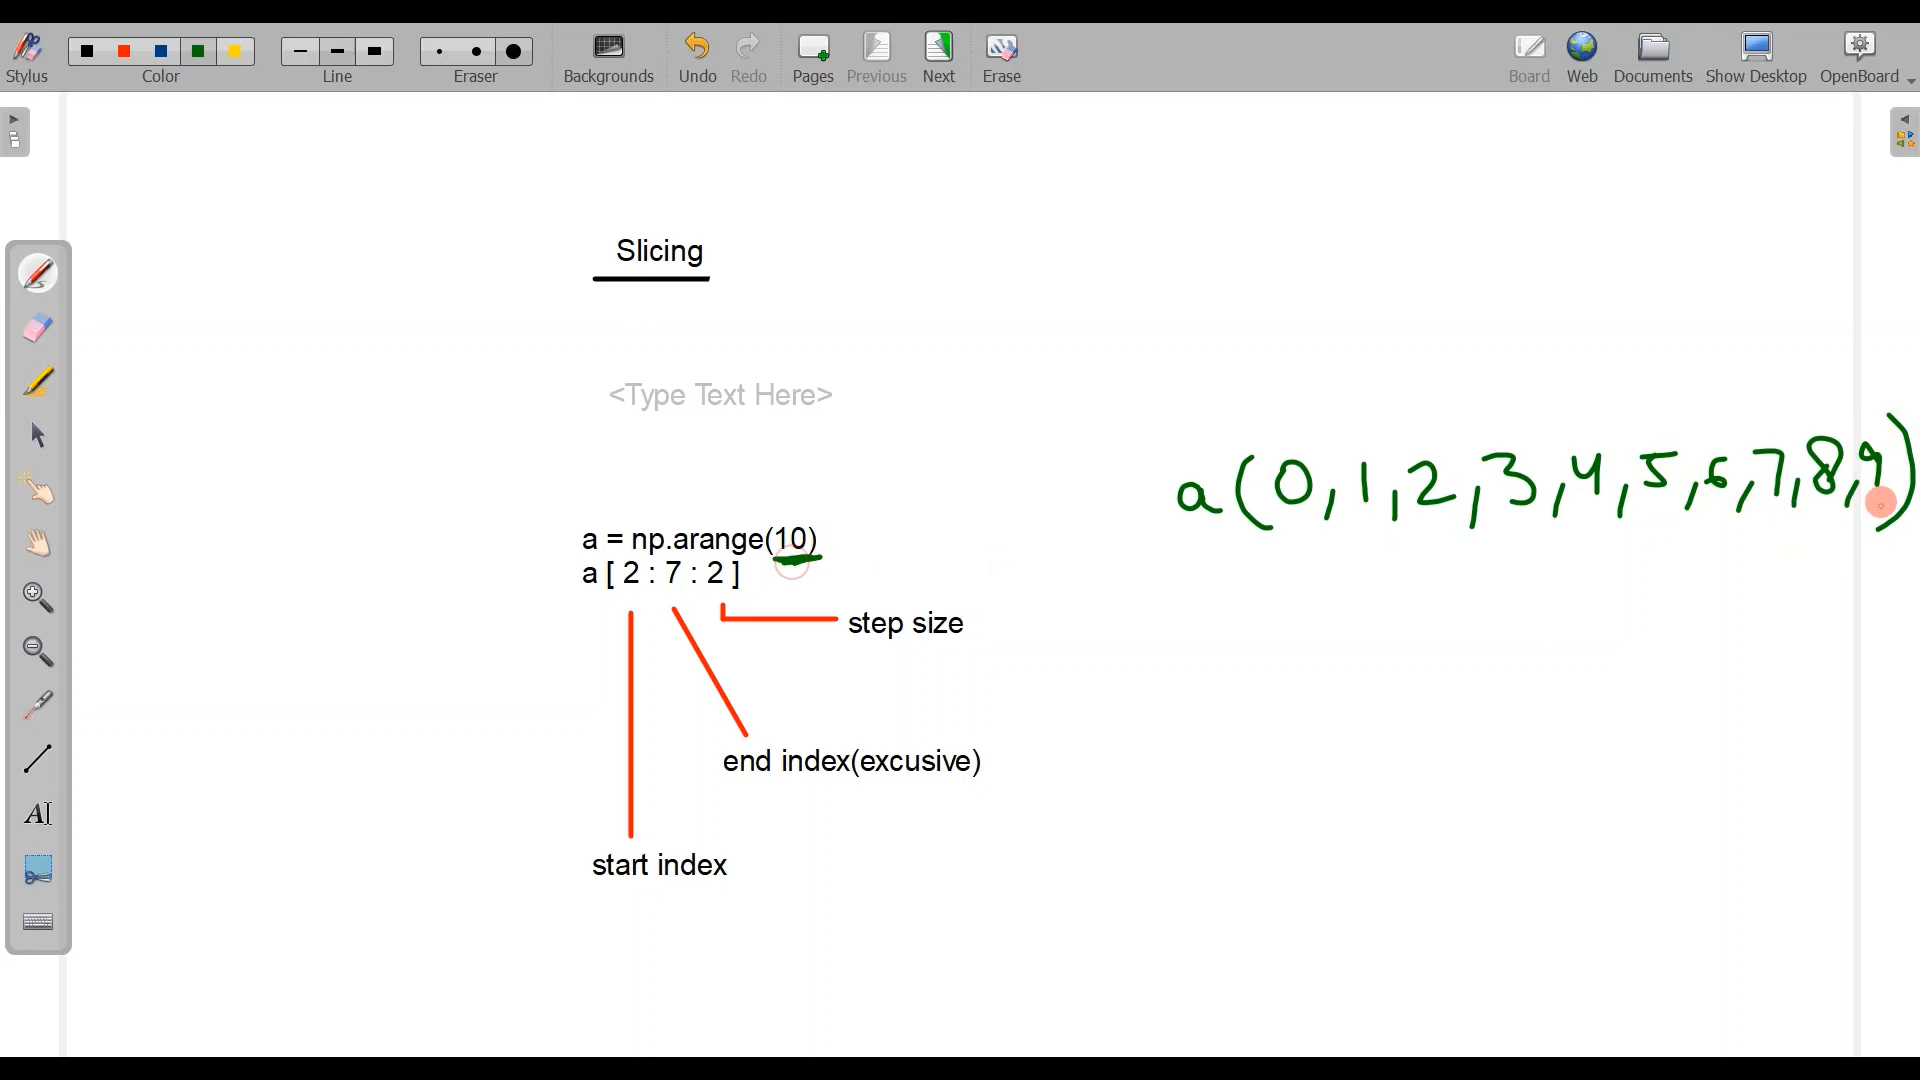 Stylus
Color
Line
Eraser
Backgrounds
Undo
Redo
Pages
Previous
Next
Erase
Board
Web
Documents
Show Desktop
OpenBoard
Slicing
<Type Text Here>
a(0,1,2,3,4,5,6,7,8,9)
a = np.arange(10)
a [ 2 : 7 : 2 ]
step size
end index(excusive)
start index